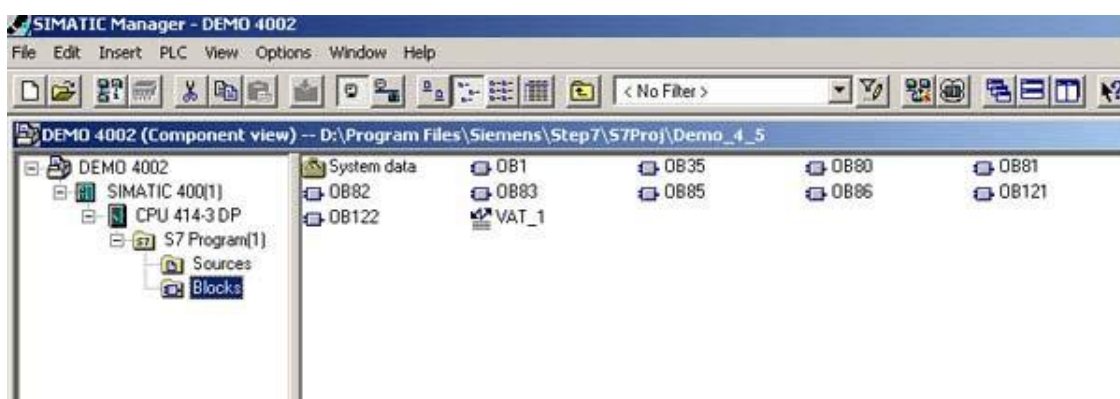 SIMATIC Manager - DEMO 4002
File Edit Insert PLC View Options Window Help
< No Filter >
DEMO 4002 (Component view) -- D:\Program Files\Siemens\Step7\S7Proj\Demo_4_5
DEMO 4002
SIMATIC 400(1)
CPU 414-3 DP
S7 Program(1)
Sources
Blocks
System data OB1 OB35 OB80 OB81
OB82 OB83 OB85 OB86 OB121
OB122 VAT_1